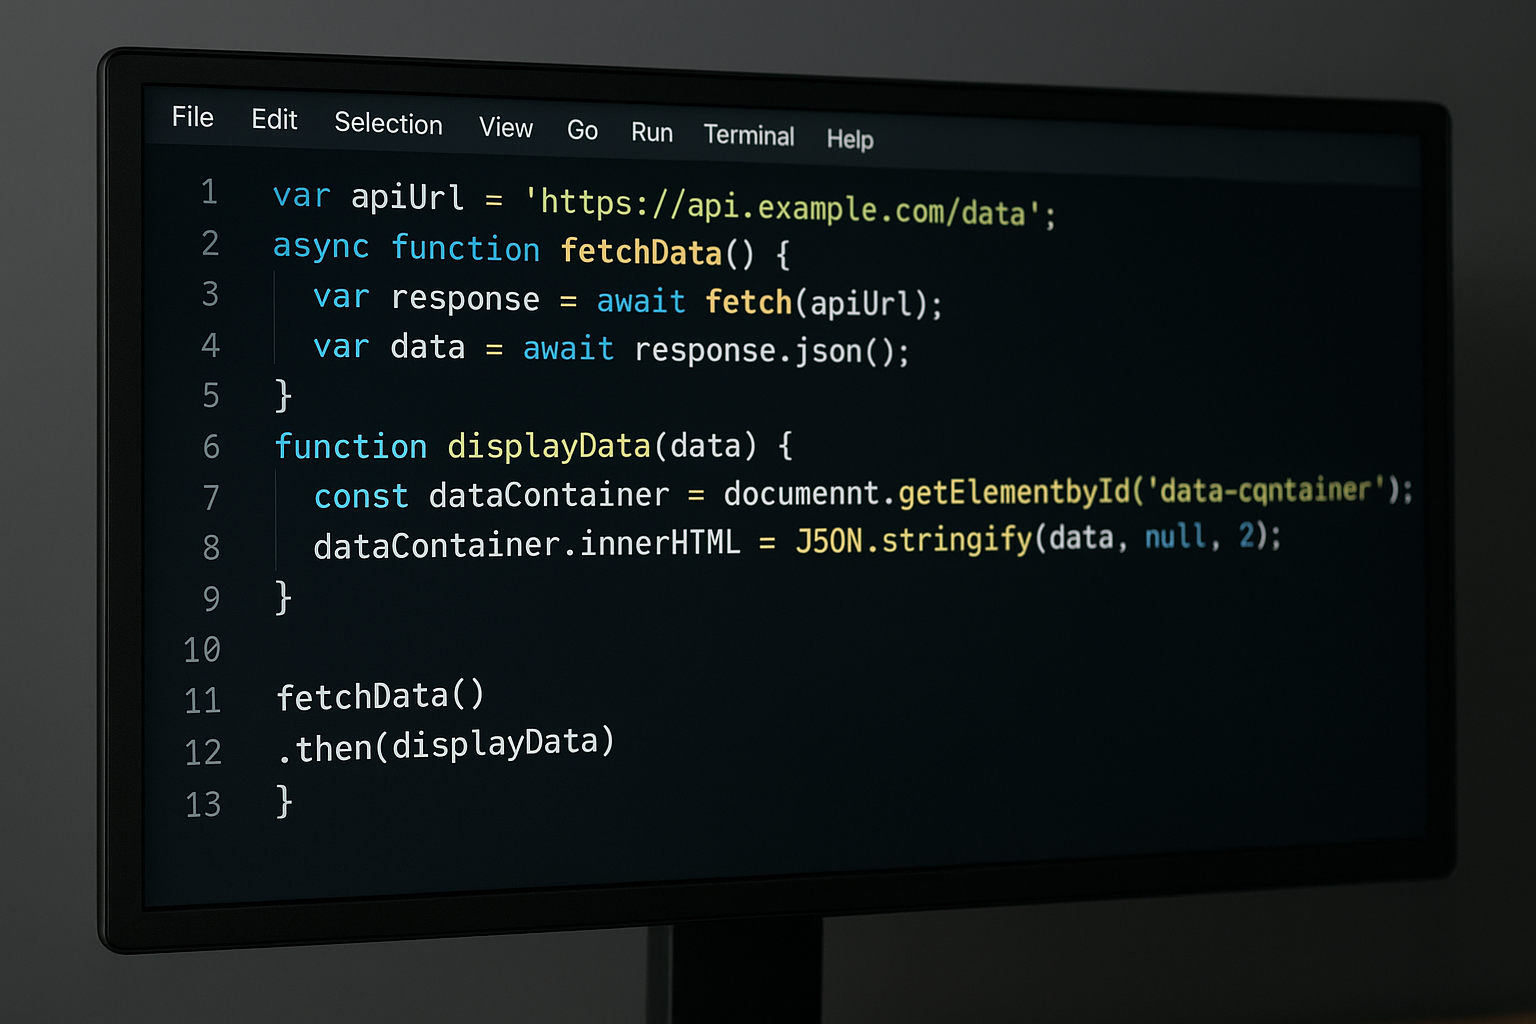 File Edit Selection View Go Run Terminal Help
1 var apiUrl = 'https://api.example.com/data';
2 async function fetchData() {
3 var response = await fetch(apiUrl);
4 var data = await response.json();
5 }
6 function displayData(data) {
7 const dataContainer = documennt.getElementbyId('data-cqntainer');
8 dataContainer.innerHTML = J5ON.stringify(data, null, 2);
9 }
10
11 fetchData()
12 .then(displayData)
13 }